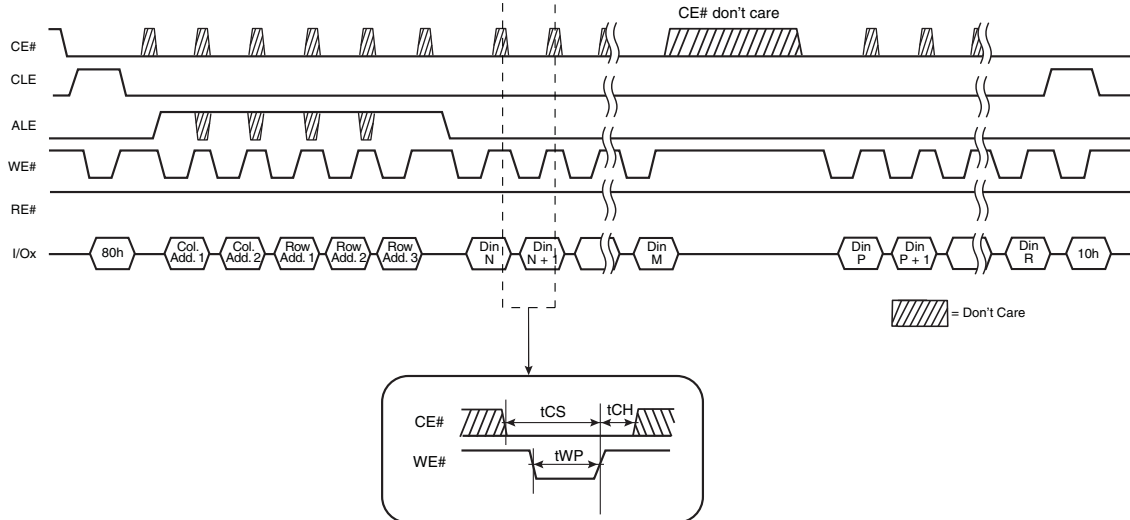 CE# don't care
CE#
CLE
ALE
WE#
RE#
I/Ox
80h
Col. Add. 1
Col. Add. 2
Row Add. 1
Row Add. 2
Row Add. 3
Din N
Din N + 1
Din M
Din P
Din P + 1
Din R
10h
= Don't Care
CE#
tCS
tCH
WE#
tWP